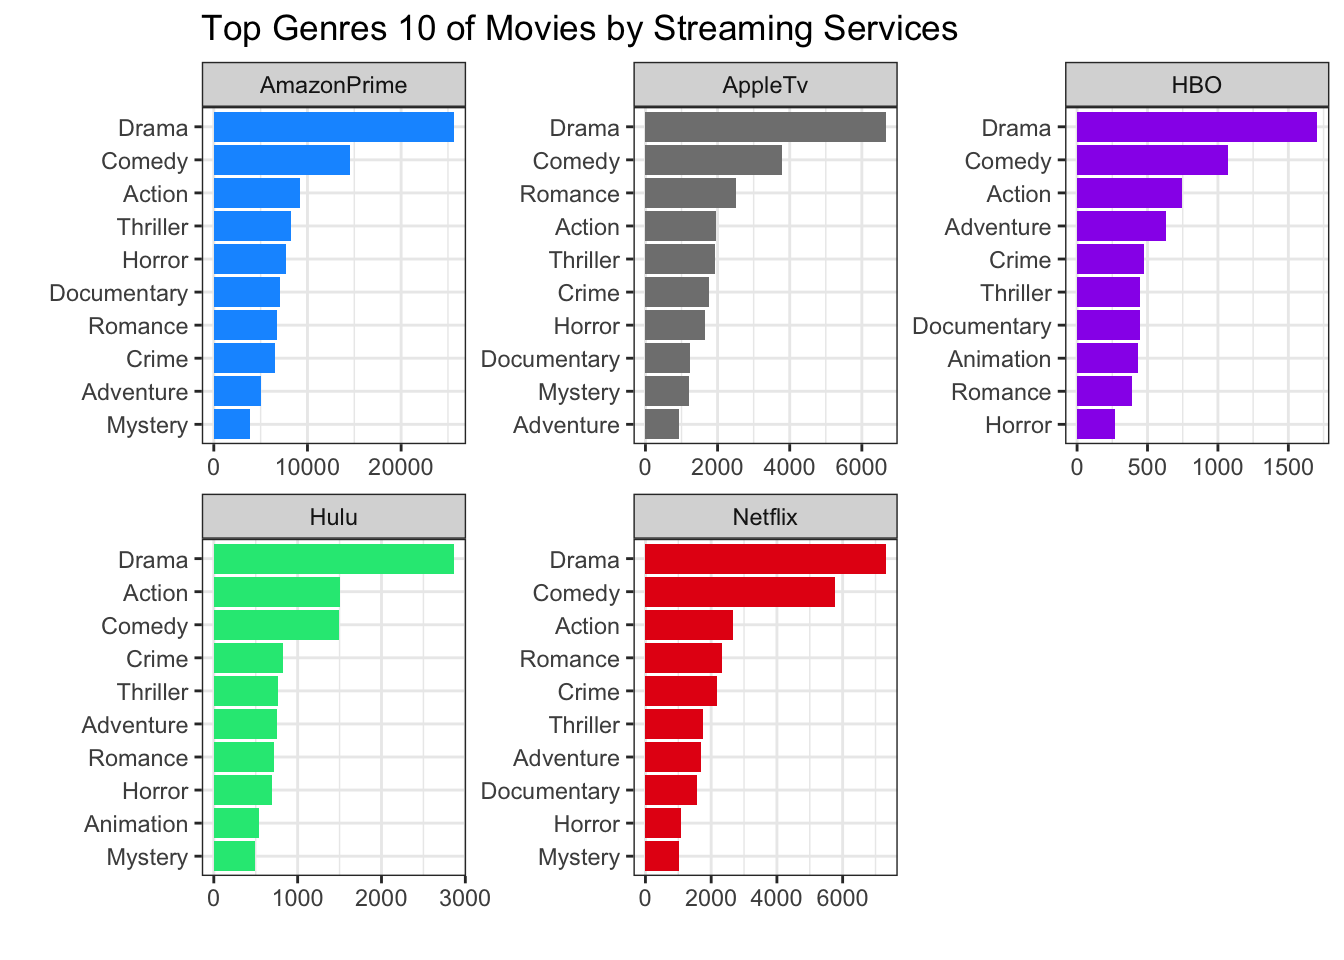 Top Genres 10 of Movies by Streaming Services
AmazonPrime
Drama
Comedy
Action
Thriller
Horror
Documentary
Romance
Crime
Adventure
Mystery
0 10000 20000
AppleTv
Drama
Comedy
Romance
Action
Thriller
Crime
Horror
Documentary
Mystery
Adventure
0 2000 4000 6000
HBO
Drama
Comedy
Action
Adventure
Crime
Thriller
Documentary
Animation
Romance
Horror
0 500 1000 1500
Hulu
Drama
Action
Comedy
Crime
Thriller
Adventure
Romance
Horror
Animation
Mystery
0 1000 2000 3000
Netflix
Drama
Comedy
Action
Romance
Crime
Thriller
Adventure
Documentary
Horror
Mystery
0 2000 4000 6000